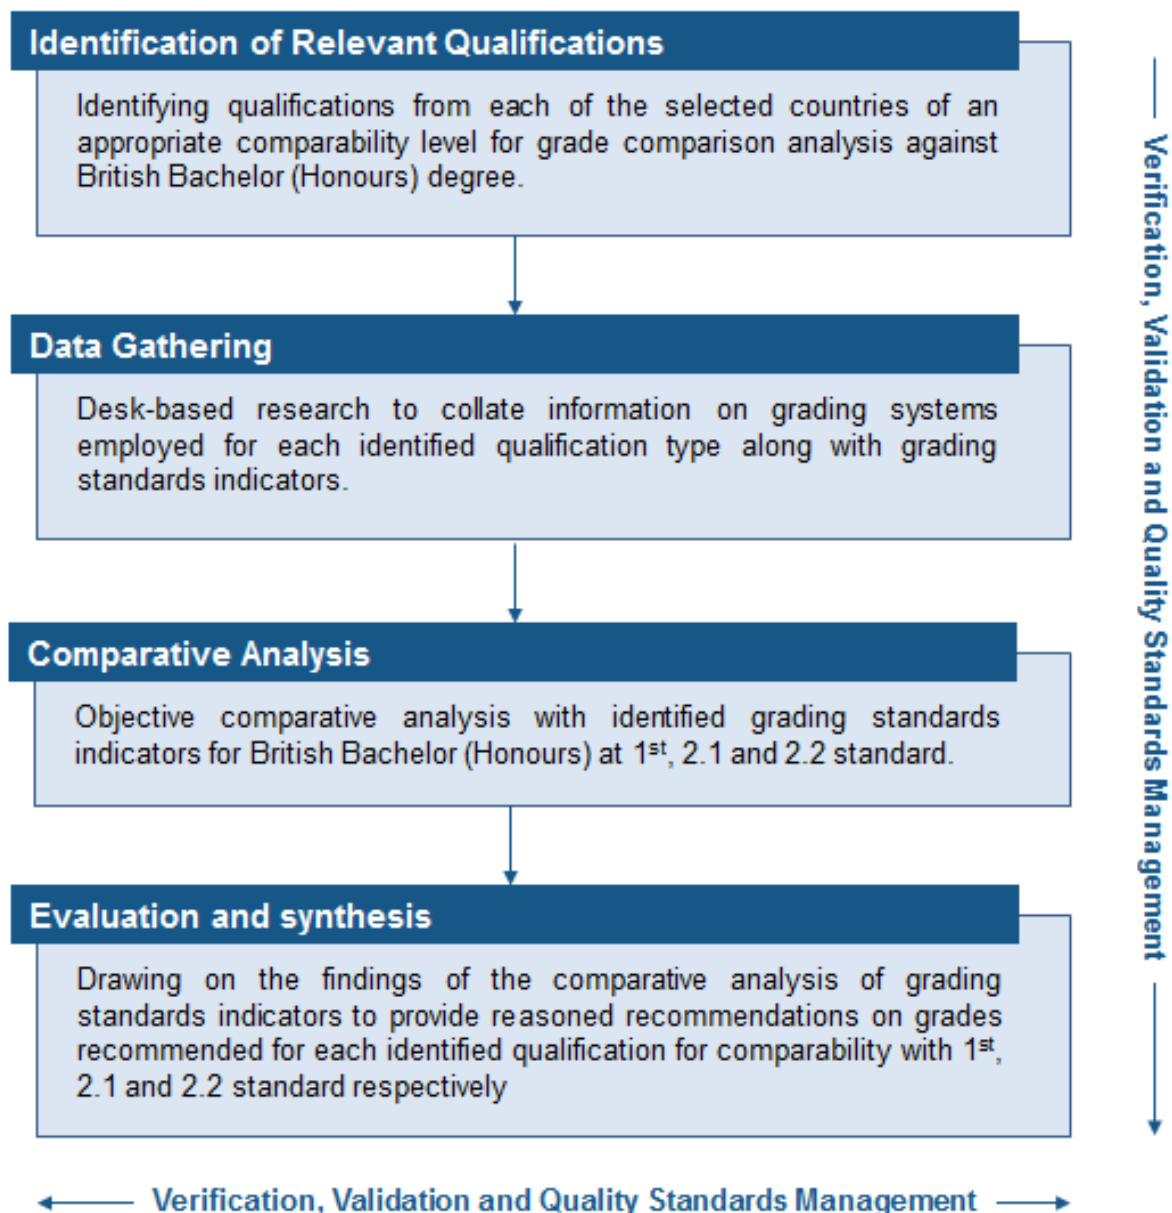 Identification of Relevant Qualifications
Identifying qualifications from each of the selected countries of an
appropriate comparability level for grade comparison analysis against
British Bachelor (Honours) degree.
Data Gathering
Desk-based research to collate information on grading systems
employed for each identified qualification type along with grading
standards indicators.
Comparative Analysis
Objective comparative analysis with identified grading standards
indicators for British Bachelor (Honours) at 1st, 2.1 and 2.2 standard.
Evaluation and synthesis
Drawing on the findings of the comparative analysis of grading
standards indicators to provide reasoned recommendations on grades
recommended for each identified qualification for comparability with 1st,
2.1 and 2.2 standard respectively
Verification, Validation and Quality Standards Management
Verification, Validation and Quality Standards Management